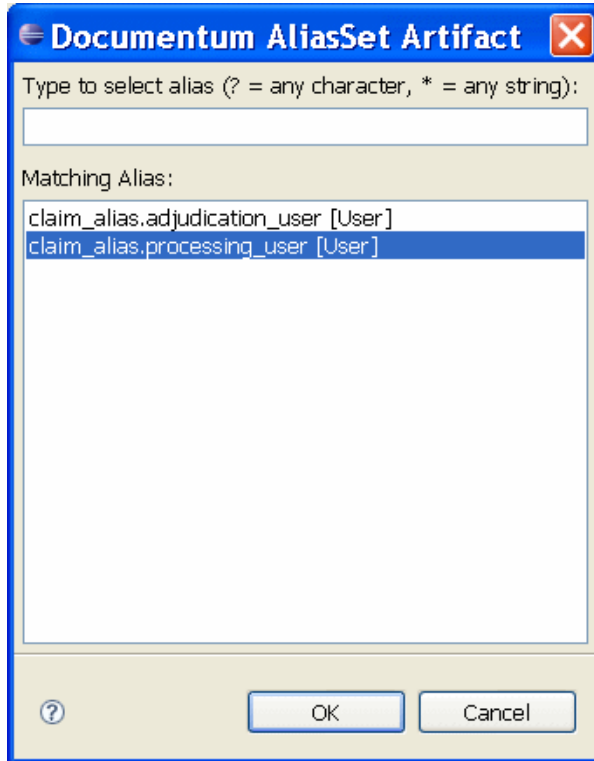 Documentum AliasSet Artifact
Type to select alias (? = any character, * = any string):
Matching Alias:
claim_alias.adjudication_user [User]
claim_alias.processing_user [User]
?
OK
Cancel